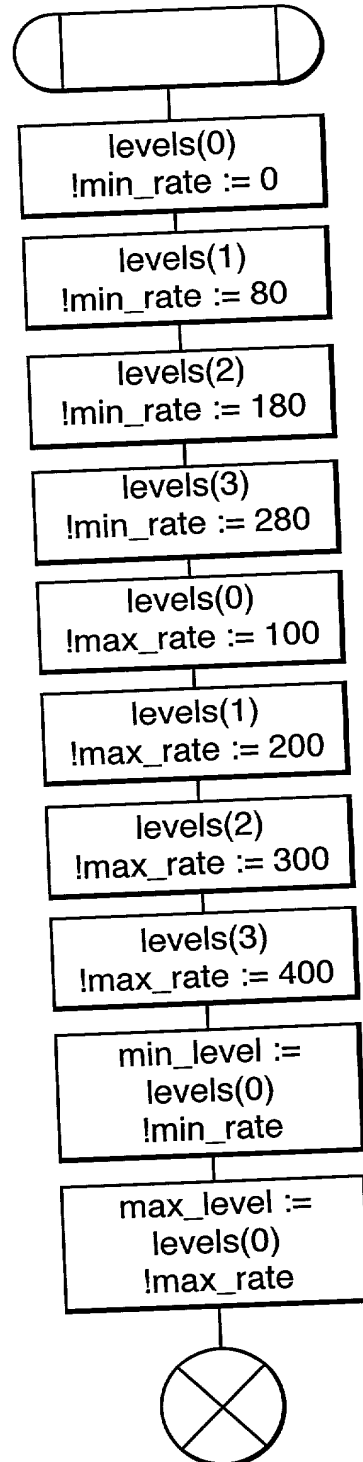 levels(0)
!min_rate := 0
levels(1)
!min_rate := 80
levels(2)
!min_rate := 180
levels(3)
!min_rate := 280
levels(0)
!max_rate := 100
levels(1)
!max_rate := 200
levels(2)
!max_rate := 300
levels(3)
!max_rate := 400
min_level :=
levels(0)
!min_rate
max_level :=
levels(0)
!max_rate